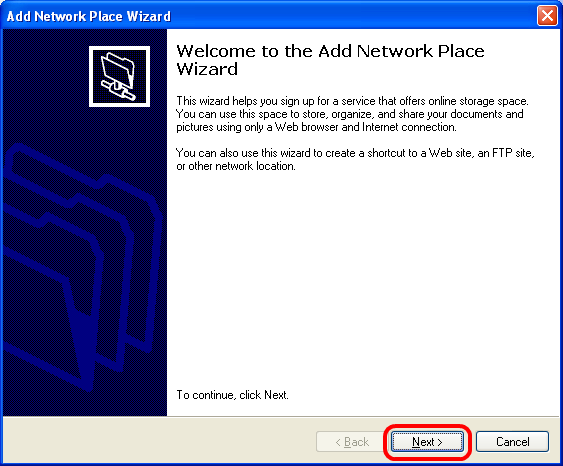 Add Network Place Wizard
Welcome to the Add Network Place
Wizard
This wizard helps you sign up for a service that offers online storage space.
You can use this space to store, organize, and share your documents and
pictures using only a Web browser and Internet connection.
You can also use this wizard to create a shortcut to a Web site, an FTP site,
or other network location.
To continue, click Next.
< Back
Next >
Cancel